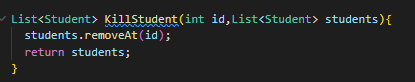 List<Student> KillStudent(int id,List<Student> students){
students.removeAt(id);
return students;
}